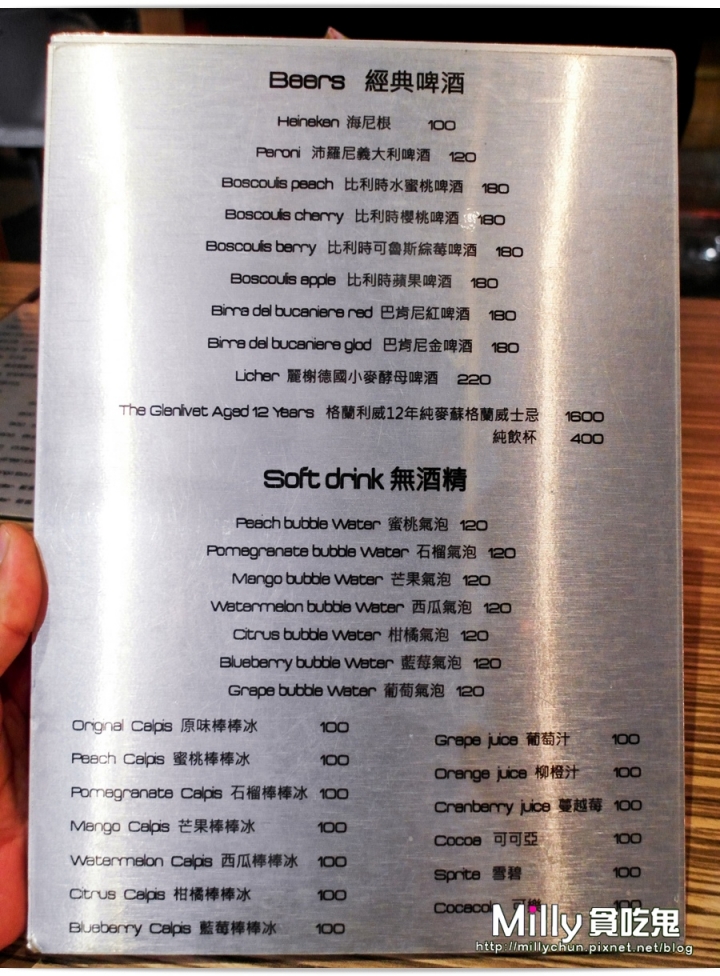 Beers 經典啤酒
Heineken 海尼根 100
Peroni 沛羅尼義大利啤酒 120
Boscoulis peach 比利時水蜜桃啤酒 180
Boscoulis cherry 比利時櫻桃啤酒 180
Boscoulis berry 比利時可魯斯綜莓啤酒 180
Boscoulis apple 比利時蘋果啤酒 180
Birra del bucaniere red 巴肯尼紅啤酒 180
Birra del bucaniere glod 巴肯尼金啤酒 180
Licher 麗榭德國小麥酵母啤酒 220
The Glenlivet Aged 12 Years 格蘭利威12年純麥蘇格蘭威士忌 1600
純飲杯 400
Soft drink 無酒精
Peach bubble Water 蜜桃氣泡 120
Pomegranate bubble Water 石榴氣泡 120
Mango bubble Water 芒果氣泡 120
Watermelon bubble Water 西瓜氣泡 120
Citrus bubble Water 柑橘氣泡 120
Blueberry bubble Water 藍莓氣泡 120
Grape bubble Water 葡萄氣泡 120
Original Calpis 原味棒棒冰 100
Peach Calpis 蜜桃棒棒冰 100
Pomegranate Calpis 石榴棒棒冰 100
Mango Calpis 芒果棒棒冰 100
Watermelon Calpis 西瓜棒棒冰 100
Citrus Calpis 柑橘棒棒冰 100
Blueberry Calpis 藍莓棒棒冰 100
Grape juice 葡萄汁 100
Orange juice 柳橙汁 100
Cranberry juice 蔓越莓 100
Cocoa 可可亞 100
Sprite 雪碧 100
Cocacola 可樂 100
Milly 貪吃鬼
http://millychun.pixnet.net/blog